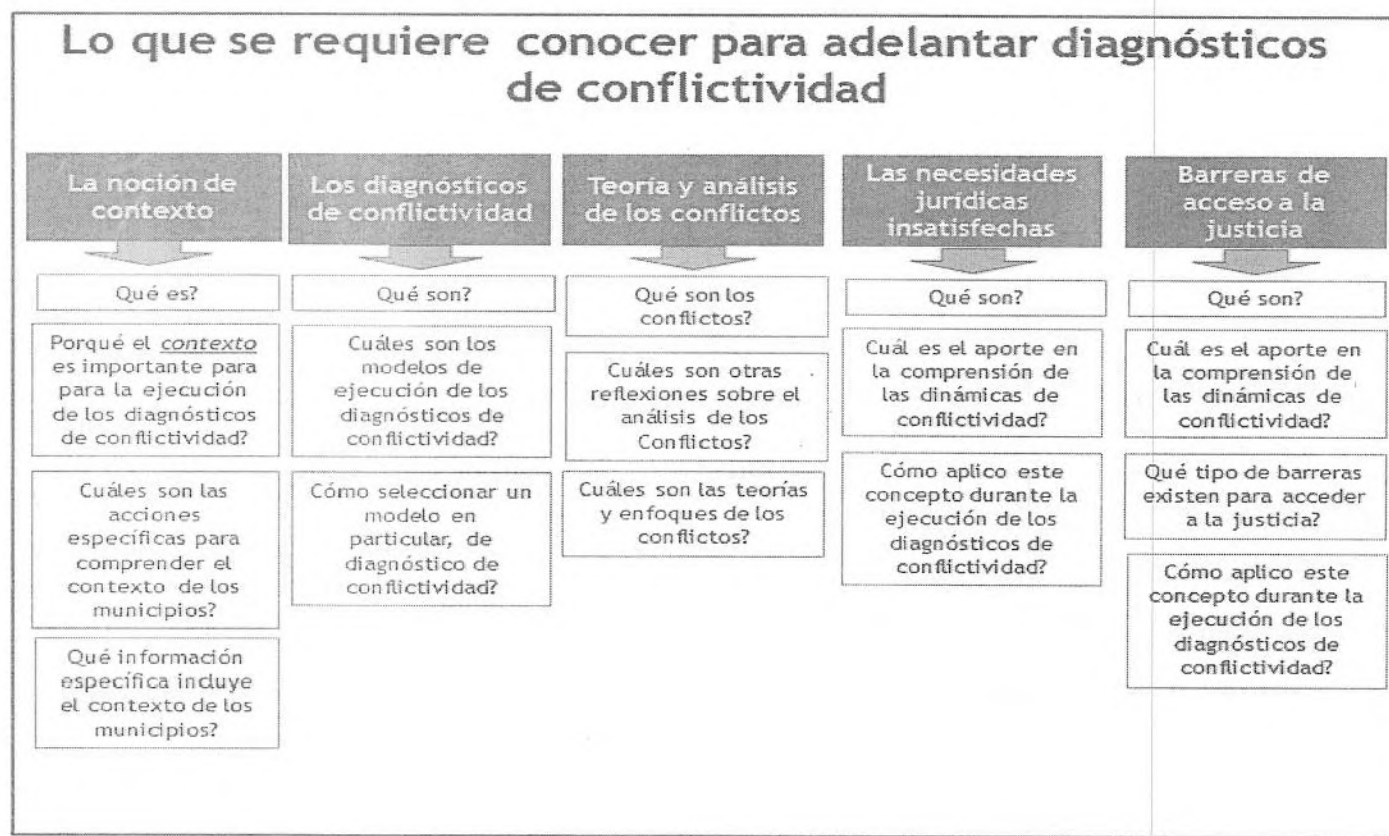 Lo que se requiere conocer para adelantar diagnósticos
de conflictividad
La noción de
contexto
Qué es?
Porqué el contexto
es importante para
para la ejecución
de los diagnósticos
de conflictividad?
Cuáles son las
acciones
específicas para
comprender el
contexto de los
municipios?
Qué información
específica incluye
el contexto de los
municipios?
Los diagnósticos
de conflictividad
Qué son?
Cuáles son los
modelos de
ejecución de los
diagnósticos de
conflictividad?
Cómo seleccionar un
modelo en
particular, de
diagnóstico de
conflictividad?
Teoría y análisis
de los conflictos
Qué son los
conflictos?
Cuáles son otras
reflexiones sobre el
análisis de los
Conflictos?
Cuáles son las teorías
y enfoques de los
conflictos?
Las necesidades
jurídicas
insatisfechas
Qué son?
Cuál es el aporte en
la comprensión de
las dinámicas de
conflictividad?
Cómo aplico este
concepto durante la
ejecución de los
diagnósticos de
conflictividad?
Barreras de
acceso a la
justicia
Qué son?
Cuál es el aporte en
la comprensión de
las dinámicas de
conflictividad?
Qué tipo de barreras
existen para acceder
a la justicia?
Cómo aplico este
concepto durante la
ejecución de los
diagnósticos de
conflictividad?